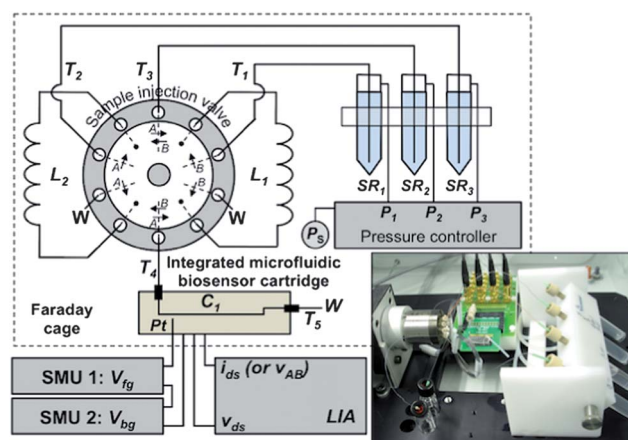 T2
T3
T1
Sample injection valve
A
B
A
B
A
B
A
B
A
B
L2
L1
W
W
SR1
SR2
SR3
P1
P2
P3
PS
Pressure controller
T4
Integrated microfluidic
biosensor cartridge
C1
W
Pt
T5
Faraday
cage
SMU 1: Vfg
SMU 2: Vbg
ids (or vAB)
vds
LIA